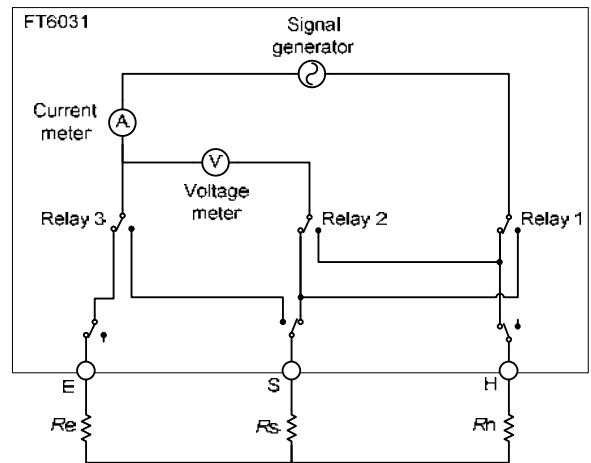 FT6031
Signal
generator
Current
meter
A
V
Voltage
meter
Relay 3
Relay 2
Relay 1
E
S
H
Re
Rs
Rh